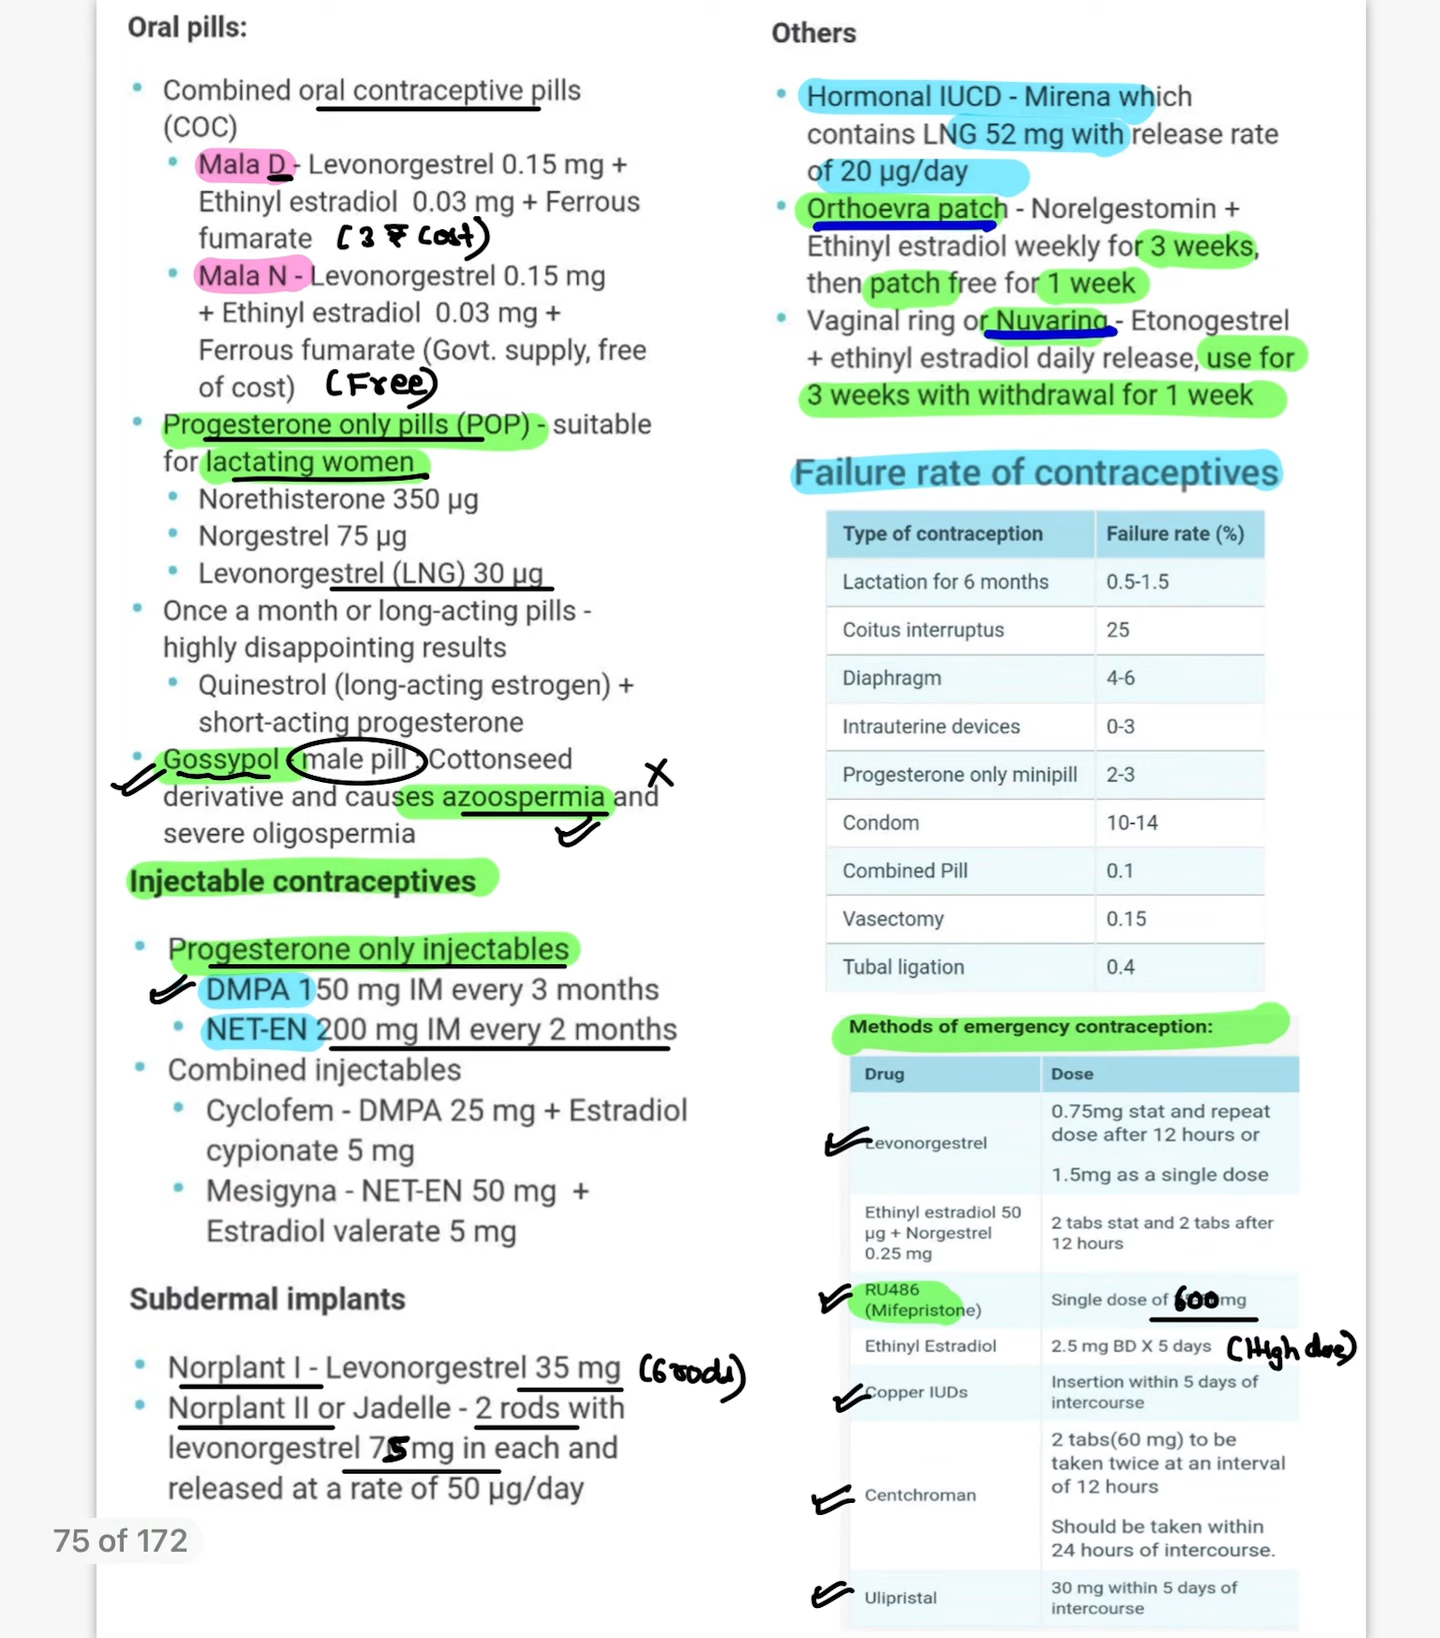 Oral pills:
Combined oral contraceptive pills
(COC)
Mala D - Levonorgestrel 0.15 mg +
Ethinyl estradiol 0.03 mg + Ferrous
fumarate (3 ₹ cost)
Mala N - Levonorgestrel 0.15 mg
+ Ethinyl estradiol 0.03 mg +
Ferrous fumarate (Govt. supply, free
of cost) (Free)
Progesterone only pills (POP) - suitable
for lactating women
Norethisterone 350 µg
Norgestrel 75 µg
Levonorgestrel (LNG) 30 µg
Once a month or long-acting pills -
highly disappointing results
Quinestrol (long-acting estrogen) +
short-acting progesterone
Gossypol - male pill : Cottonseed
derivative and causes azoospermia and
severe oligospermia
Injectable contraceptives
Progesterone only injectables
DMPA 150 mg IM every 3 months
NET-EN 200 mg IM every 2 months
Combined injectables
Cyclofem - DMPA 25 mg + Estradiol
cypionate 5 mg
Mesigyna - NET-EN 50 mg +
Estradiol valerate 5 mg
Subdermal implants
Norplant I - Levonorgestrel 35 mg (6 rods)
Norplant II or Jadelle - 2 rods with
levonorgestrel 75 mg in each and
released at a rate of 50 µg/day
75 of 172
Others
Hormonal IUCD - Mirena which
contains LNG 52 mg with release rate
of 20 µg/day
Orthoevra patch - Norelgestomin +
Ethinyl estradiol weekly for 3 weeks,
then patch free for 1 week
Vaginal ring or Nuvaring - Etonogestrel
+ ethinyl estradiol daily release, use for
3 weeks with withdrawal for 1 week
Failure rate of contraceptives
Type of contraception Failure rate (%)
Lactation for 6 months 0.5-1.5
Coitus interruptus 25
Diaphragm 4-6
Intrauterine devices 0-3
Progesterone only minipill 2-3
Condom 10-14
Combined Pill 0.1
Vasectomy 0.15
Tubal ligation 0.4
Methods of emergency contraception:
Drug Dose
Levonorgestrel
0.75mg stat and repeat
dose after 12 hours or
1.5mg as a single dose
Ethinyl estradiol 50
µg + Norgestrel
0.25 mg
2 tabs stat and 2 tabs after
12 hours
RU486
(Mifepristone)
Single dose of 600 mg
Ethinyl Estradiol 2.5 mg BD X 5 days (High dose)
Copper IUDs
Insertion within 5 days of
intercourse
Centchroman
2 tabs(60 mg) to be
taken twice at an interval
of 12 hours
Should be taken within
24 hours of intercourse.
Ulipristal
30 mg within 5 days of
intercourse